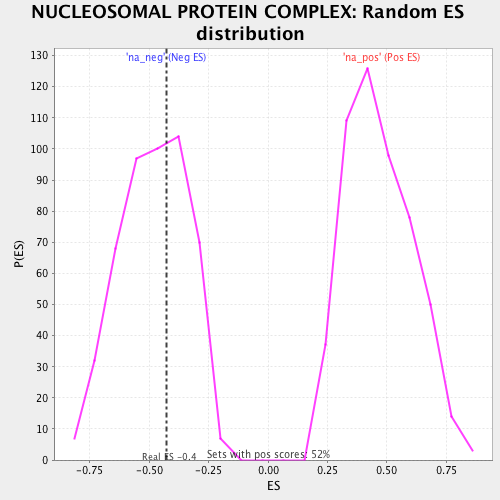 NUCLEOSOMAL PROTEIN COMPLEX: Random ES
distribution
'na_neg' (Neg ES)
'na_pos' (Pos ES)
130
120
110
100
90
80
70
60
50
40
30
20
10
0
P(ES)
Real ES -0.4
Sets with pos scores: 52%
-0.75 -0.50 -0.25 0.00 0.25 0.50 0.75
ES